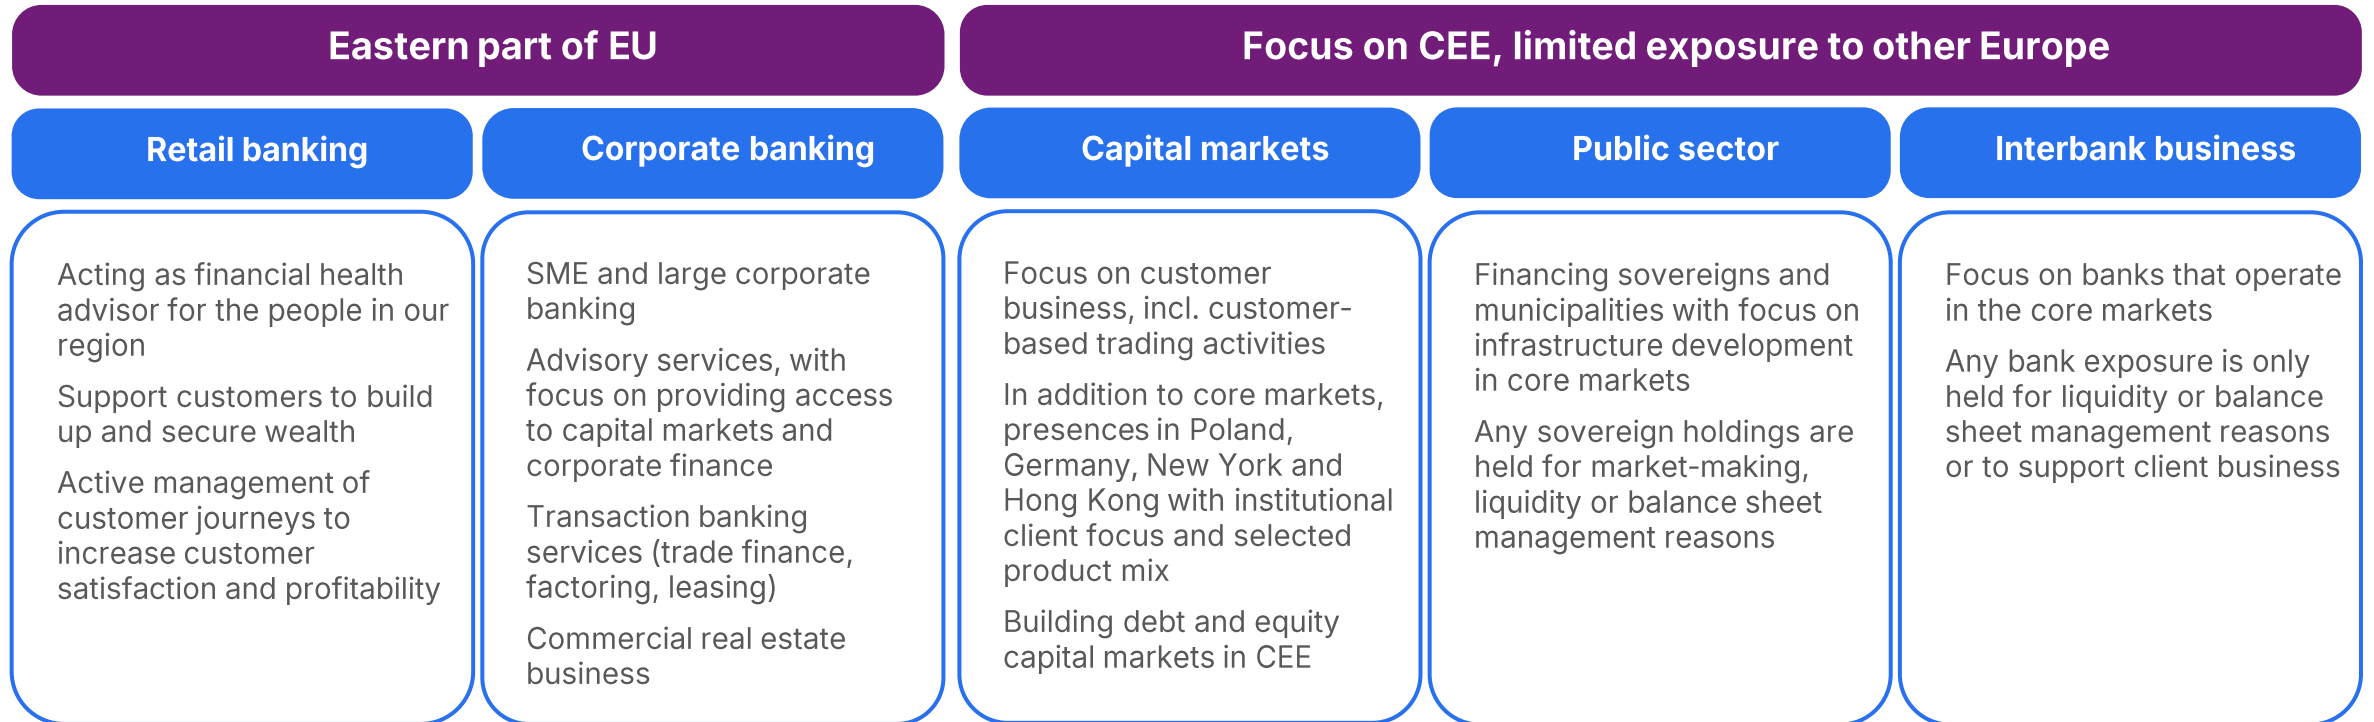 Eastern part of EU
Focus on CEE, limited exposure to other Europe
Retail banking
Corporate banking
Capital markets
Public sector
Interbank business
Acting as financial health
advisor for the people in our
region
Support customers to build
up and secure wealth
Active management of
customer journeys to
increase customer
satisfaction and profitability
SME and large corporate
banking
Advisory services, with
focus on providing access
to capital markets and
corporate finance
Transaction banking
services (trade finance,
factoring, leasing)
Commercial real estate
business
Focus on customer
business, incl. customer-
based trading activities
In addition to core markets,
presences in Poland,
Germany, New York and
Hong Kong with institutional
client focus and selected
product mix
Building debt and equity
capital markets in CEE
Financing sovereigns and
municipalities with focus on
infrastructure development
in core markets
Any sovereign holdings are
held for market-making,
liquidity or balance sheet
management reasons
Focus on banks that operate
in the core markets
Any bank exposure is only
held for liquidity or balance
sheet management reasons
or to support client business